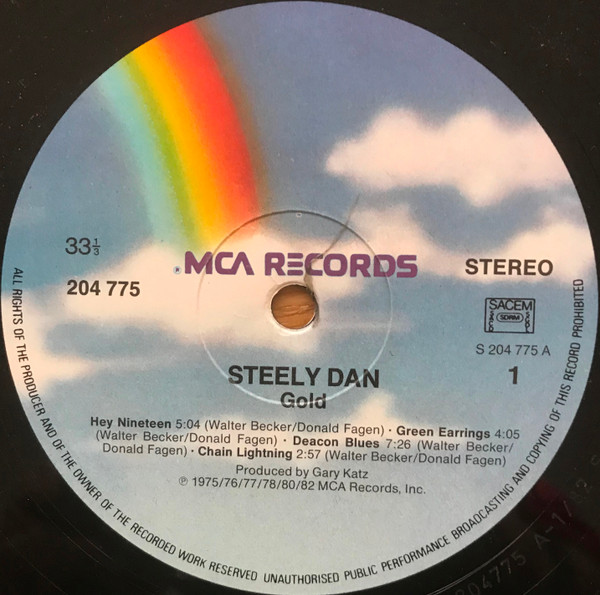 33⅓
204 775
® MCA RECORDS
STEREO
SACEM
SDRM
S 204 775 A
1
STEELY DAN
Gold
Hey Nineteen 5:04 (Walter Becker/Donald Fagen) · Green Earrings 4:05
(Walter Becker/Donald Fagen) · Deacon Blues 7:26 (Walter Becker/
Donald Fagen) · Chain Lightning 2:57 (Walter Becker/Donald Fagen)
Produced by Gary Katz
℗ 1975/76/77/78/80/82 MCA Records, Inc.
ALL RIGHTS OF THE PRODUCER AND OF THE OWNER OF THE RECORDED WORK RESERVED UNAUTHORISED PUBLIC PERFORMANCE BROADCASTING AND COPYING OF THIS RECORD PROHIBITED